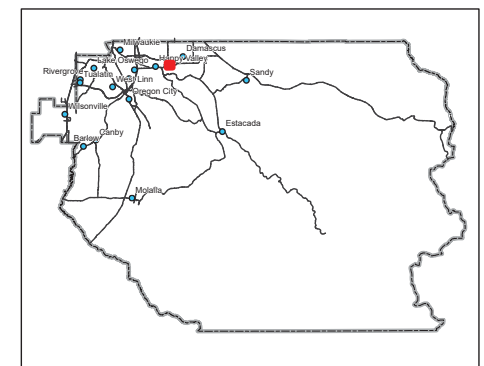 Milwaukie
Damascus
Lake Oswego
Happy Valley
Rivergrove
Tualatin
West Linn
Sandy
Oregon City
Wilsonville
Estacada
Canby
Barlow
Molalla